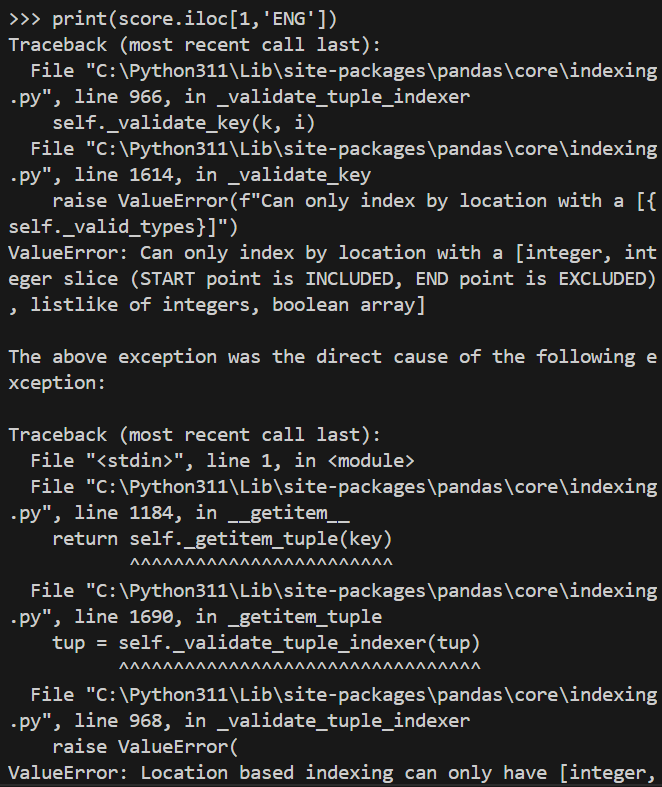 >>> print(score.iloc[1,'ENG'])
Traceback (most recent call last):
  File "C:\Python311\Lib\site-packages\pandas\core\indexing
.py", line 966, in _validate_tuple_indexer
    self._validate_key(k, i)
  File "C:\Python311\Lib\site-packages\pandas\core\indexing
.py", line 1614, in _validate_key
    raise ValueError(f"Can only index by location with a [{
self._valid_types}]")
ValueError: Can only index by location with a [integer, int
eger slice (START point is INCLUDED, END point is EXCLUDED)
, listlike of integers, boolean array]

The above exception was the direct cause of the following e
xception:

Traceback (most recent call last):
  File "<stdin>", line 1, in <module>
  File "C:\Python311\Lib\site-packages\pandas\core\indexing
.py", line 1184, in __getitem__
    return self._getitem_tuple(key)
           ^^^^^^^^^^^^^^^^^^^^^^^^
  File "C:\Python311\Lib\site-packages\pandas\core\indexing
.py", line 1690, in _getitem_tuple
    tup = self._validate_tuple_indexer(tup)
          ^^^^^^^^^^^^^^^^^^^^^^^^^^^^^^^^^
  File "C:\Python311\Lib\site-packages\pandas\core\indexing
.py", line 968, in _validate_tuple_indexer
    raise ValueError(
ValueError: Location based indexing can only have [integer,